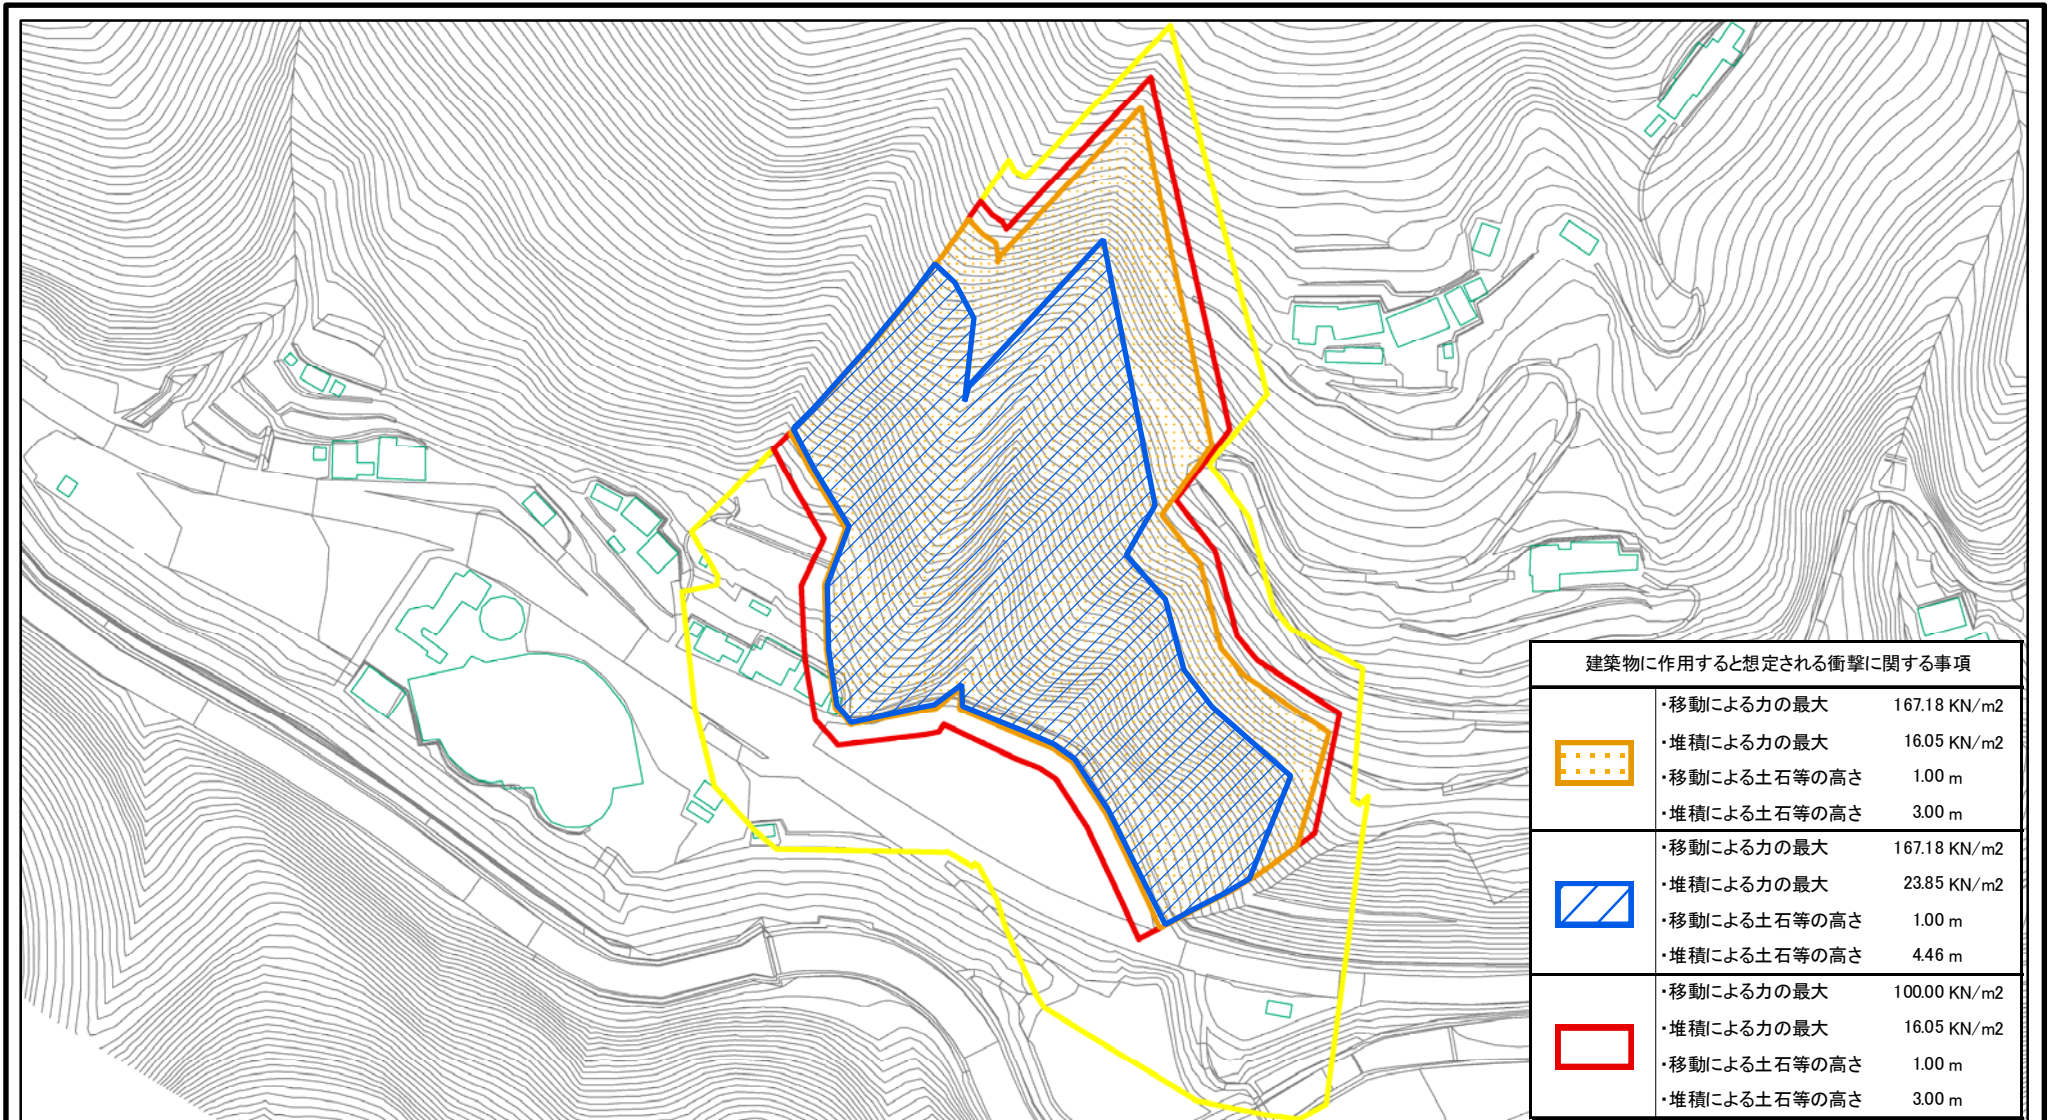 建築物に作用すると想定される衝撃に関する事項
・移動による力の最大 167.18 KN/m2
・堆積による力の最大 16.05 KN/m2
・移動による土石等の高さ 1.00 m
・堆積による土石等の高さ 3.00 m
・移動による力の最大 167.18 KN/m2
・堆積による力の最大 23.85 KN/m2
・移動による土石等の高さ 1.00 m
・堆積による土石等の高さ 4.46 m
・移動による力の最大 100.00 KN/m2
・堆積による力の最大 16.05 KN/m2
・移動による土石等の高さ 1.00 m
・堆積による土石等の高さ 3.00 m